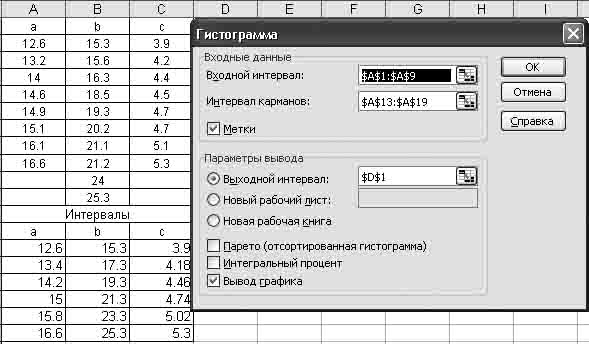 A B C D E F G H I
a b c
12.6 15.3 3.9
13.2 15.6 4.2
14 16.3 4.4
14.6 18.5 4.5
14.9 19.3 4.7
15.1 20.2 4.7
16.1 21.1 5.1
16.6 21.2 5.3
24
25.3
Интервалы
a b c
12.6 15.3 3.9
13.4 17.3 4.18
14.2 19.3 4.46
15 21.3 4.74
15.8 23.3 5.02
16.6 25.3 5.3
Гистограмма
Входные данные
Входной интервал: $A$1:$A$9
Интервал карманов: $A$13:$A$19
Метки
ОК
Отмена
Справка
Параметры вывода
Выходной интервал: $D$1
Новый рабочий лист:
Новая рабочая книга
Парето (отсортированная гистограмма)
Интегральный процент
Вывод графика